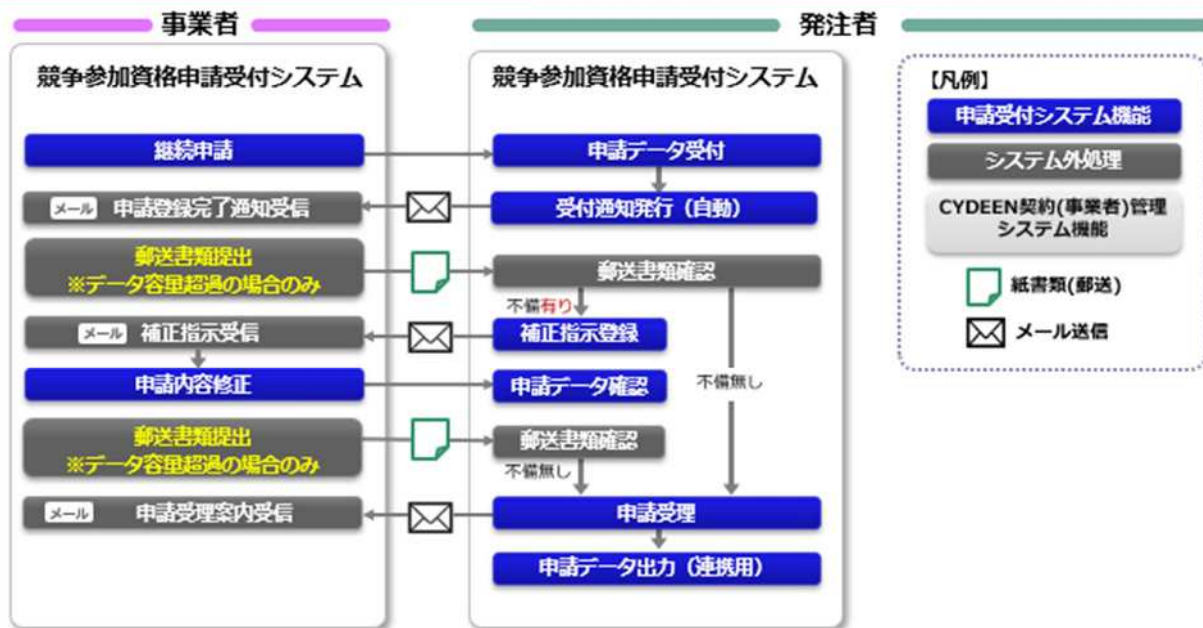 事業者
発注者
競争参加資格申請受付システム
競争参加資格申請受付システム
【凡例】
申請受付システム機能
システム外処理
CYDEEN契約(事業者)管理
システム機能
紙書類(郵送)
メール送信
継続申請
申請データ受付
メール 申請登録完了通知受信
受付通知発行（自動）
郵送書類提出
※データ容量超過の場合のみ
郵送書類確認
不備有り
メール 補正指示受信
補正指示登録
不備無し
申請内容修正
申請データ確認
郵送書類提出
※データ容量超過の場合のみ
郵送書類確認
不備無し
メール 申請受理案内受信
申請受理
申請データ出力（連携用）